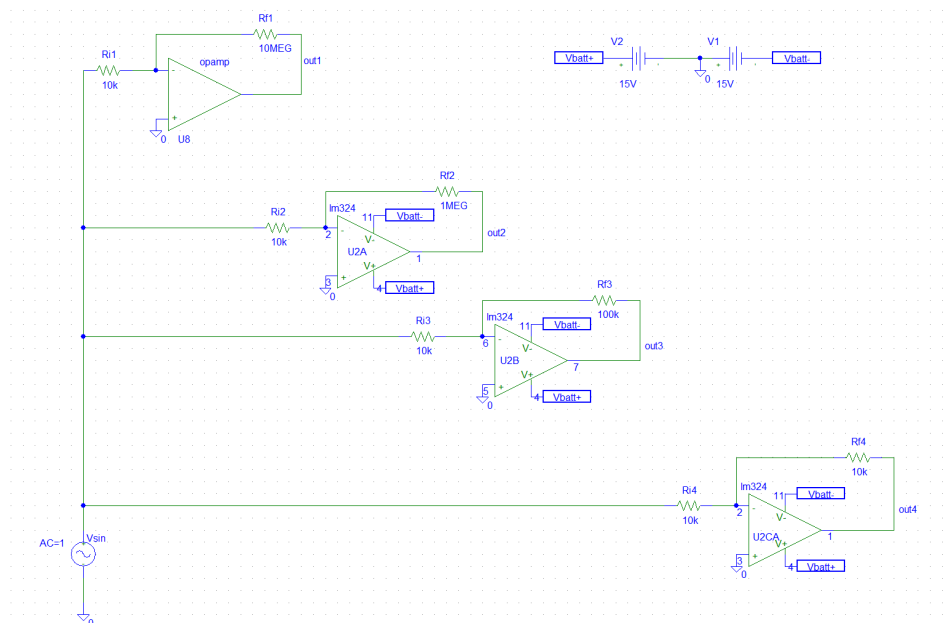 Rf1
10MEG
Ri1
10k
opamp
out1
-
+
0
U8
V2
V1
Vbatt+
Vbatt-
+
-
+
-
0
15V
15V
Rf2
1MEG
lm324
Ri2
10k
11
Vbatt-
2
-
V-
U2A
out2
1
V+
3
+
4
Vbatt+
0
Rf3
100k
lm324
Ri3
10k
11
Vbatt-
6
-
V-
U2B
out3
7
V+
5
+
4
Vbatt+
0
Rf4
10k
lm324
Ri4
10k
11
Vbatt-
2
-
V-
out4
U2CA
1
V+
3
+
4
Vbatt+
0
AC=1
Vsin
0